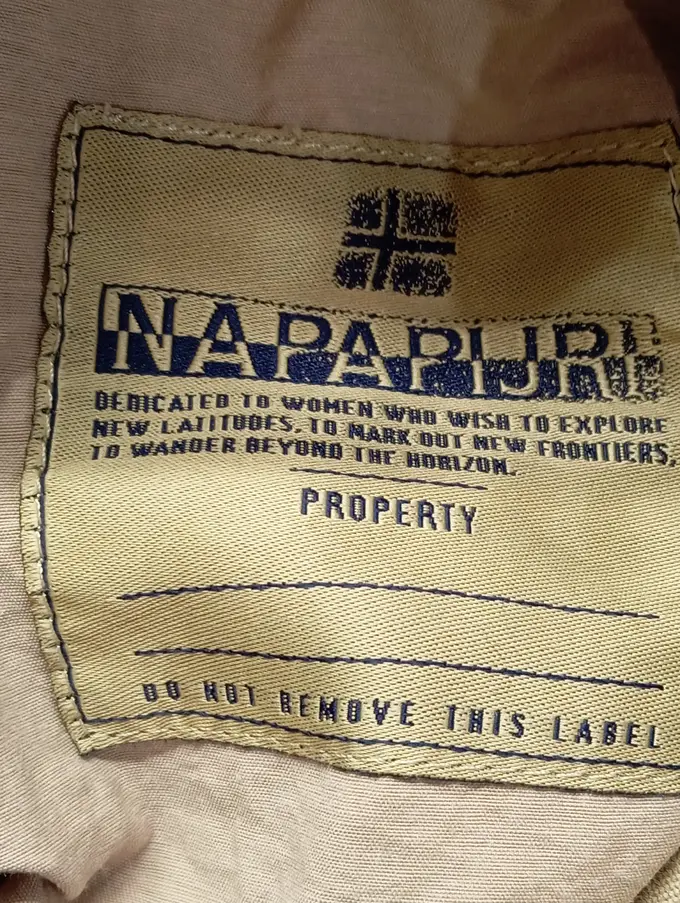 NAPAPIJRI
DEDICATED TO WOMEN WHO WISH TO EXPLORE
NEW LATITUDES, TO MARK OUT NEW FRONTIERS,
TO WANDER BEYOND THE HORIZON.
PROPERTY
DO NOT REMOVE THIS LABEL